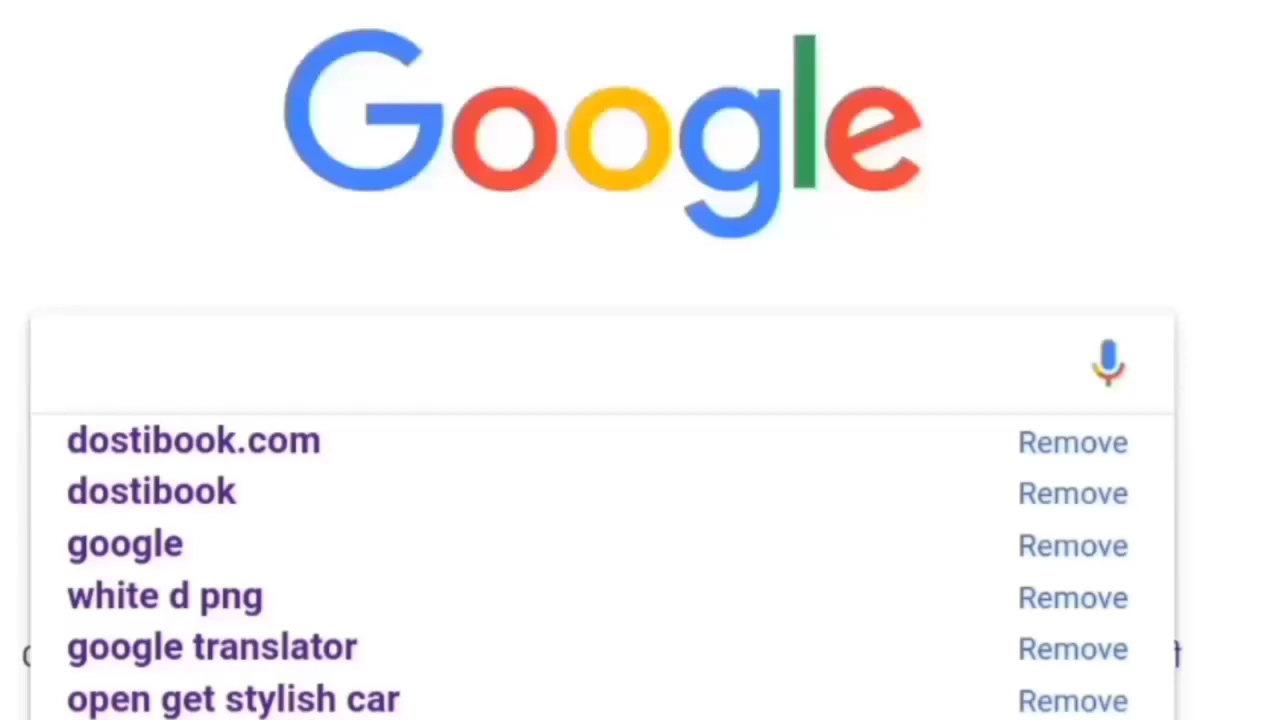 Google
dostibook.com Remove
dostibook Remove
google Remove
white d png Remove
google translator Remove
open get stylish car Remove